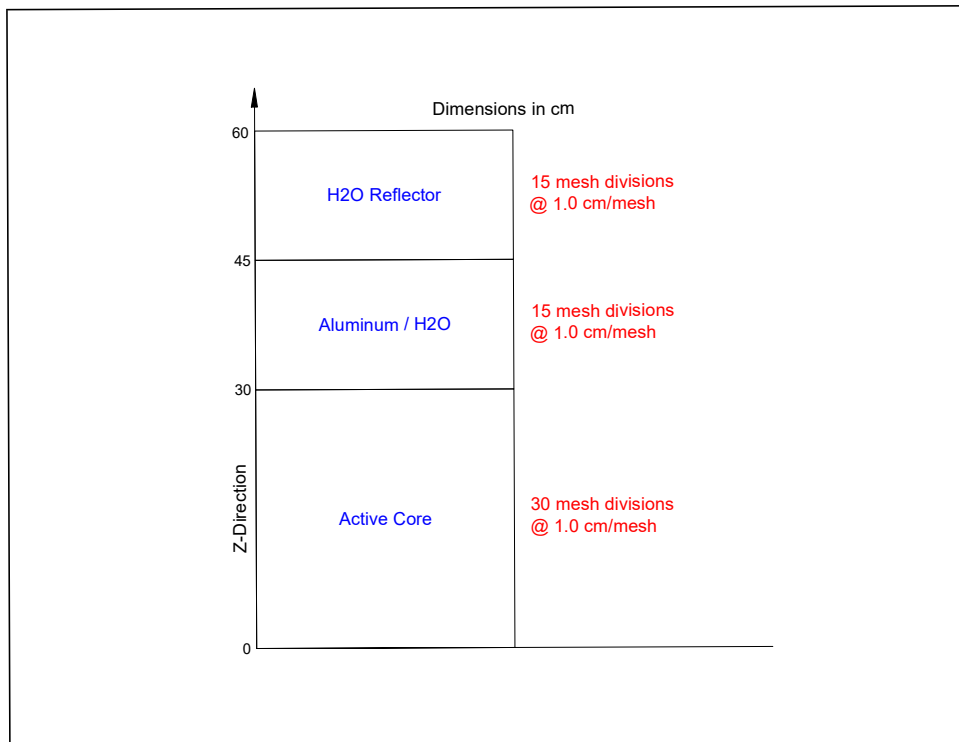 Dimensions in cm
60
H2O Reflector
15 mesh divisions
@ 1.0 cm/mesh
45
Aluminum / H2O
15 mesh divisions
@ 1.0 cm/mesh
30
Z-Direction
Active Core
30 mesh divisions
@ 1.0 cm/mesh
0